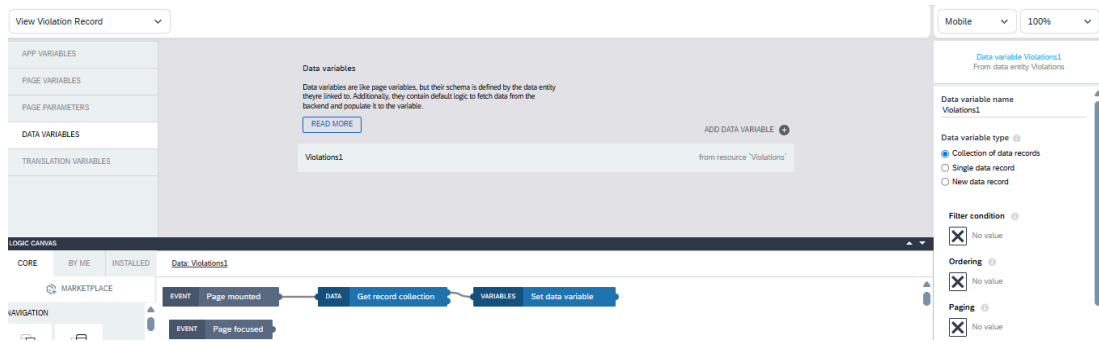 View Violation Record
Mobile
100%
APP VARIABLES
PAGE VARIABLES
PAGE PARAMETERS
DATA VARIABLES
TRANSLATION VARIABLES
Data variables
Data variables are like page variables, but their schema is defined by the data entity
theyre linked to. Additionally, they contain default logic to fetch data from the
backend and populate it to the variable.
READ MORE
ADD DATA VARIABLE
Violations1
from resource `Violations`
Data variable Violations1
From data entity Violations
Data variable name
Violations1
Data variable type
Collection of data records
Single data record
New data record
Filter condition
No value
Ordering
No value
Paging
No value
LOGIC CANVAS
CORE
BY ME
INSTALLED
MARKETPLACE
NAVIGATION
Data: Violations1
EVENT Page mounted
DATA Get record collection
VARIABLES Set data variable
EVENT Page focused